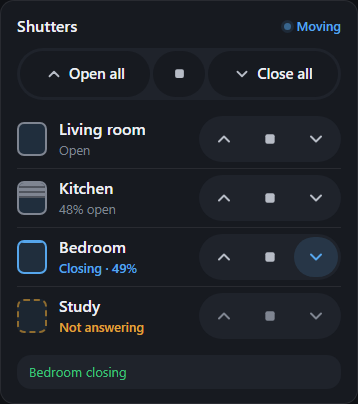 Shutters
Moving
Open all
Close all
Living room
Open
Kitchen
48% open
Bedroom
Closing · 49%
Study
Not answering
Bedroom closing